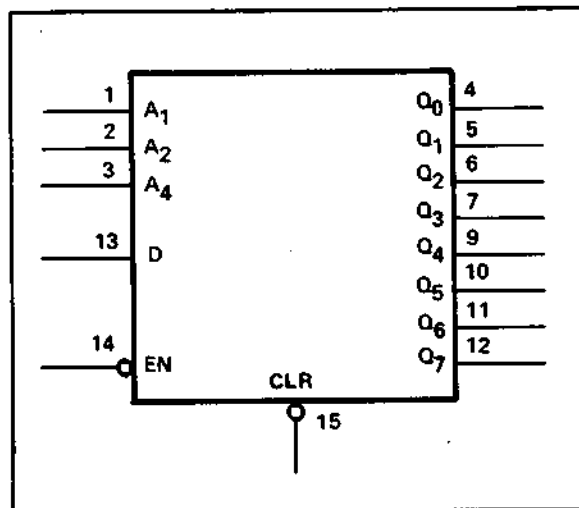 1 A₁
2 A₂
3 A₄
13 D
14 EN
CLR
15
Q₀ 4
Q₁ 5
Q₂ 6
Q₃ 7
Q₄ 9
Q₅ 10
Q₆ 11
Q₇ 12